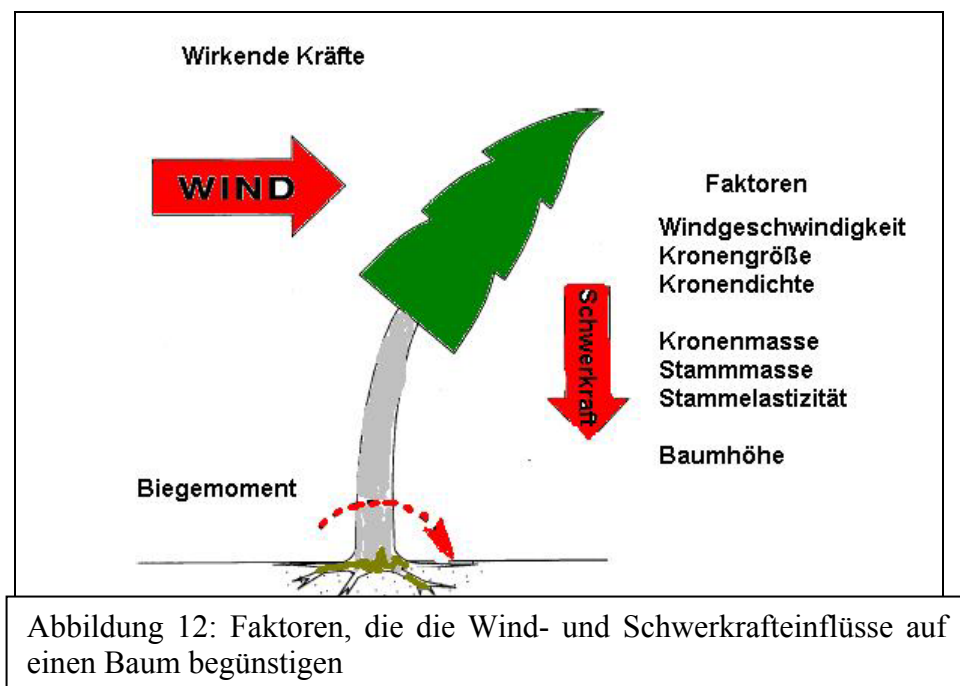 Wirkende Kräfte
WIND
Faktoren
Windgeschwindigkeit
Kronengröße
Kronendichte
Schwerkraft
Kronenmasse
Stammmasse
Stammelastizität
Baumhöhe
Biegemoment
Abbildung 12: Faktoren, die die Wind- und Schwerkrafteinflüsse auf
einen Baum begünstigen